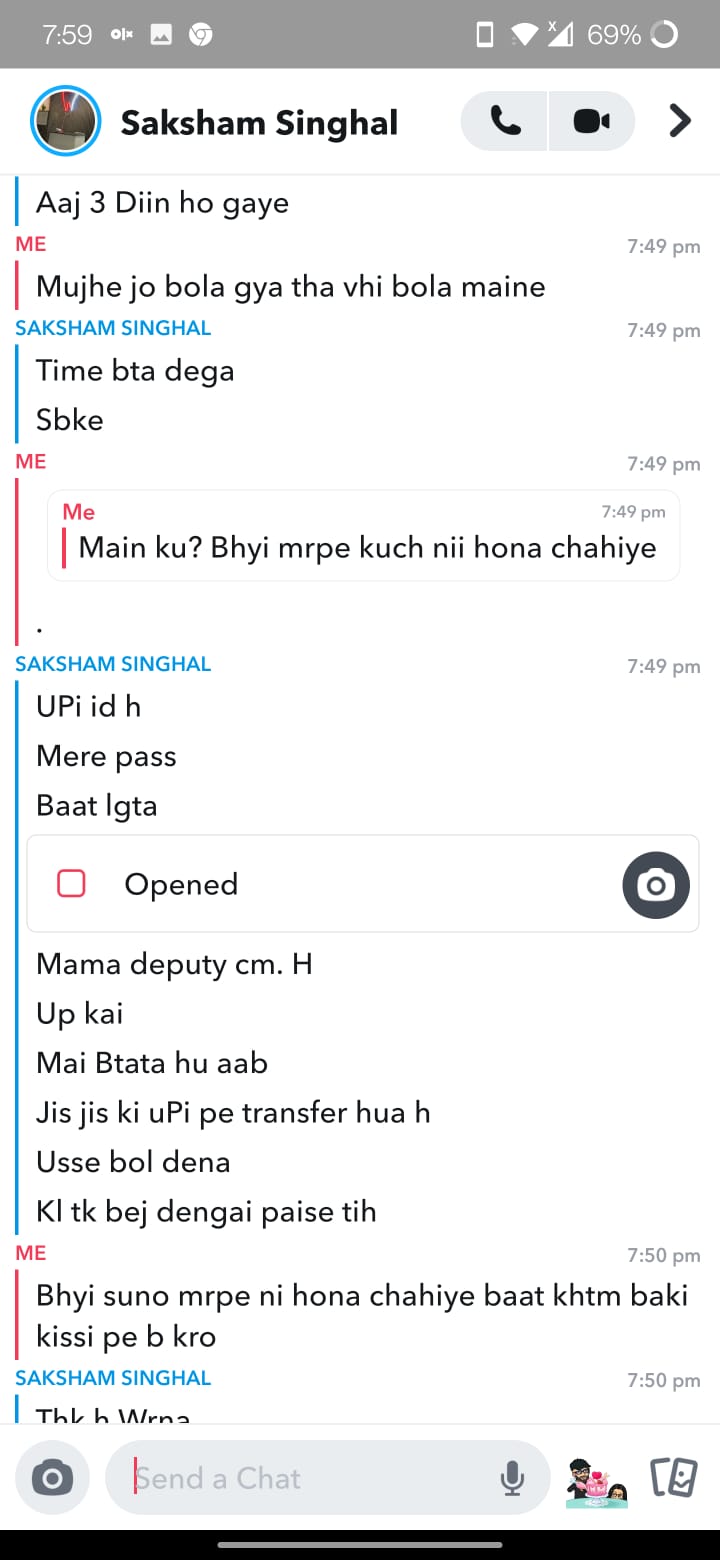 7:59
olx
69%
Saksham Singhal
Aaj 3 Diin ho gaye
ME
7:49 pm
Mujhe jo bola gya tha vhi bola maine
SAKSHAM SINGHAL
7:49 pm
Time bta dega
Sbke
ME
7:49 pm
Me
7:49 pm
Main ku? Bhyi mrpe kuch nii hona chahiye
.
SAKSHAM SINGHAL
7:49 pm
UPi id h
Mere pass
Baat lgta
Opened
Mama deputy cm. H
Up kai
Mai Btata hu aab
Jis jis ki uPi pe transfer hua h
Usse bol dena
Kl tk bej dengai paise tih
ME
7:50 pm
Bhyi suno mrpe ni hona chahiye baat khtm baki
kissi pe b kro
SAKSHAM SINGHAL
7:50 pm
Thk h Wrna
Send a Chat